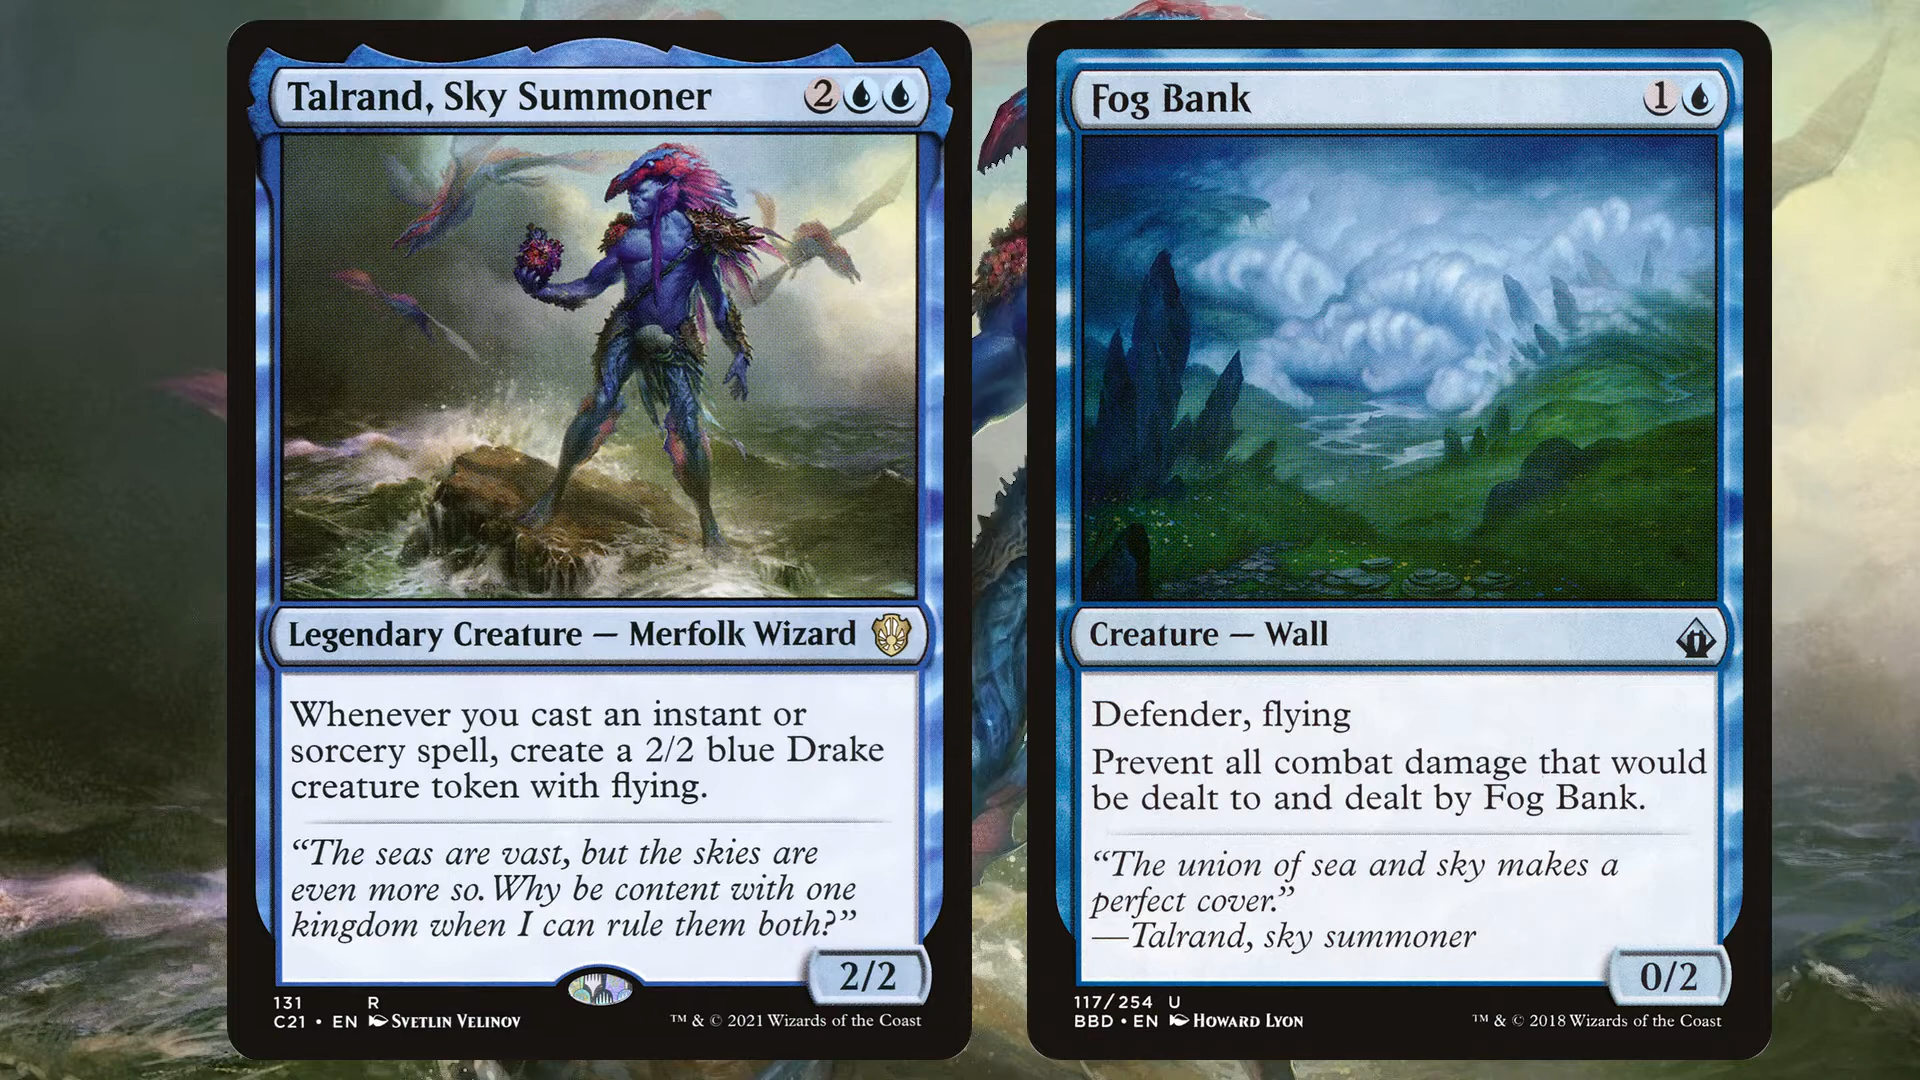 Talrand, Sky Summoner
2
Legendary Creature — Merfolk Wizard
Whenever you cast an instant or
sorcery spell, create a 2/2 blue Drake
creature token with flying.
“The seas are vast, but the skies are
even more so. Why be content with one
kingdom when I can rule them both?”
2/2
131 R
C21 • EN Svetlin Velinov
™ & © 2021 Wizards of the Coast
Fog Bank
1
Creature — Wall
Defender, flying
Prevent all combat damage that would
be dealt to and dealt by Fog Bank.
“The union of sea and sky makes a
perfect cover.”
—Talrand, sky summoner
0/2
117/254 U
BBD • EN Howard Lyon
™ & © 2018 Wizards of the Coast